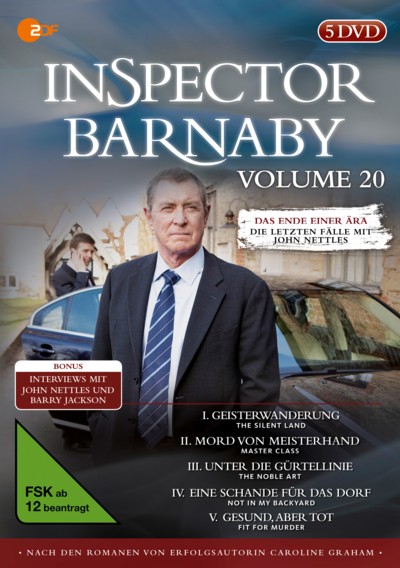 ZDF
5 DVD
INSPECTOR
BARNABY
VOLUME 20
DAS ENDE EINER ÄRA
DIE LETZTEN FÄLLE MIT
JOHN NETTLES
BONUS
INTERVIEWS MIT
JOHN NETTLES UND
BARRY JACKSON
I. GEISTERWANDERUNG
THE SILENT LAND
II. MORD VON MEISTERHAND
MASTER CLASS
III. UNTER DIE GÜRTELLINIE
THE NOBLE ART
IV. EINE SCHANDE FÜR DAS DORF
NOT IN MY BACKYARD
V. GESUND, ABER TOT
FIT FOR MURDER
FSK ab
12 beantragt
• NACH DEN ROMANEN VON ERFOLGSAUTORIN CAROLINE GRAHAM •